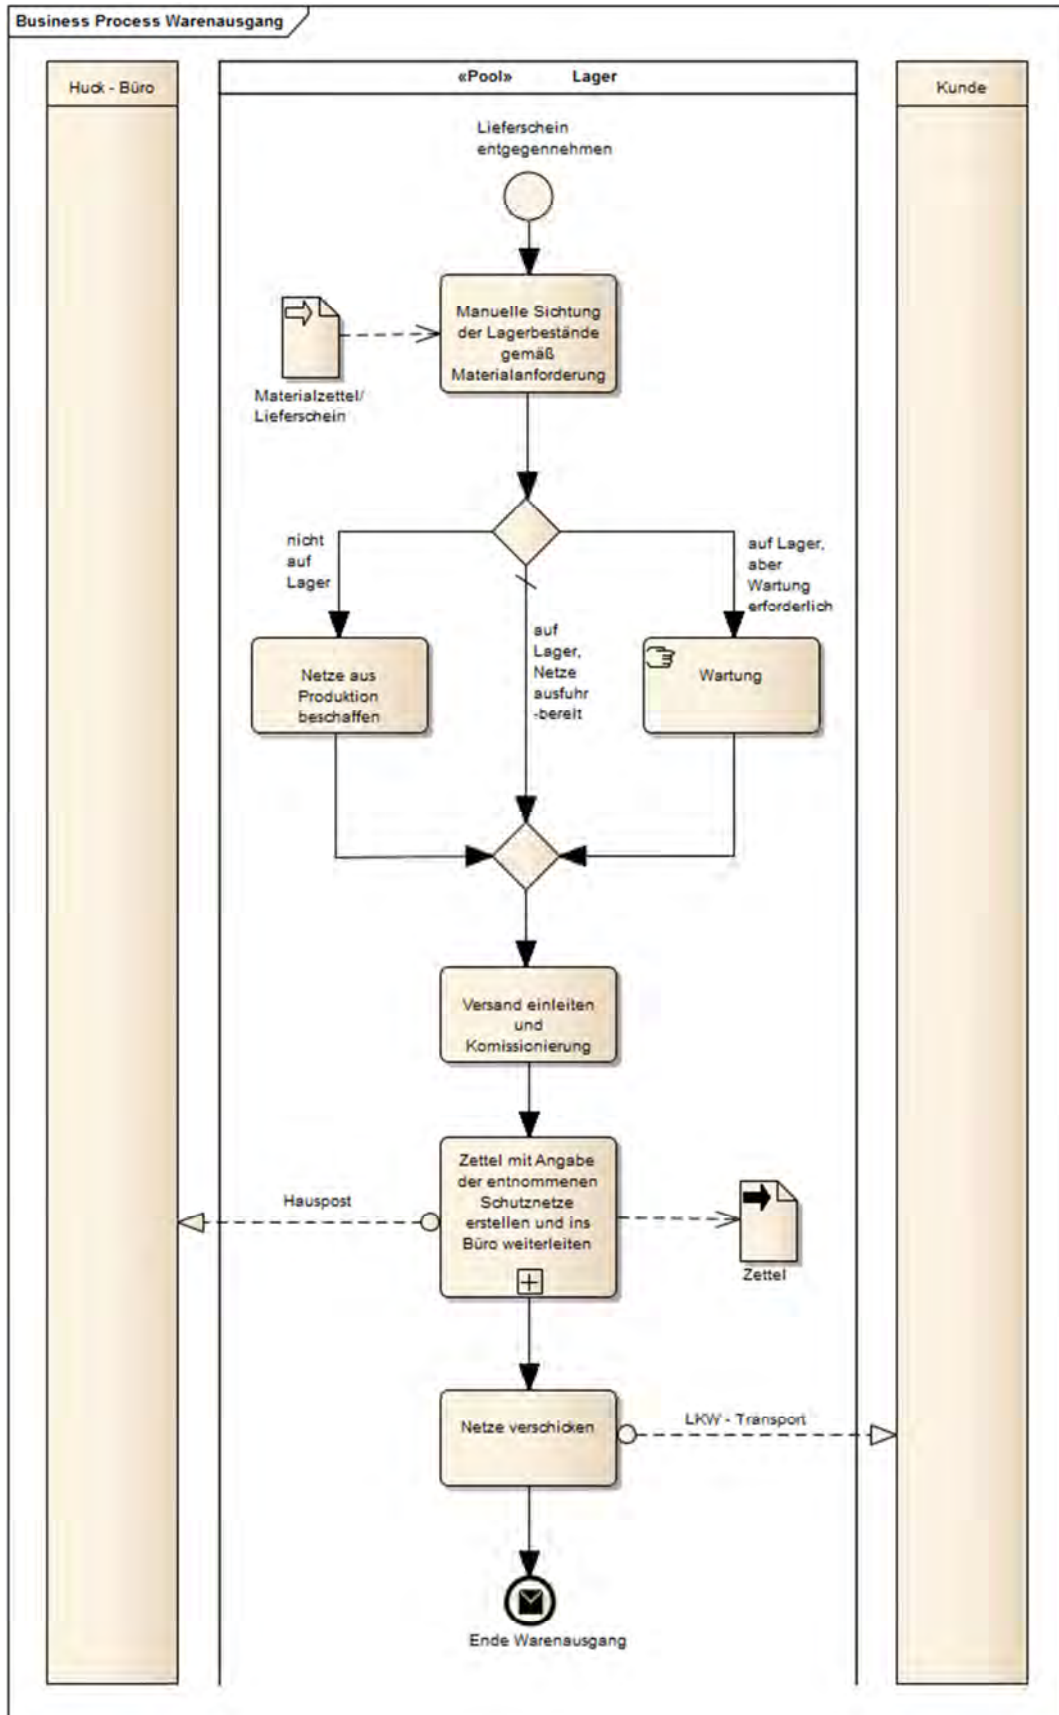 Business Process Warenausgang
Huck - Büro
«Pool» Lager
Kunde
Lieferschein
entgegennehmen
Manuelle Sichtung
der Lagerbestände
gemäß
Materialanforderung
Materialzettel/
Lieferschein
nicht
auf
Lager
auf Lager,
aber
Wartung
erforderlich
auf
Lager,
Netze
ausfuhr
-bereit
Netze aus
Produktion
beschaffen
Wartung
Versand einleiten
und
Komissionierung
Zettel mit Angabe
der entnommenen
Schutznetze
erstellen und ins
Büro weiterleiten
Hauspost
Zettel
Netze verschicken
LKW - Transport
Ende Warenausgang